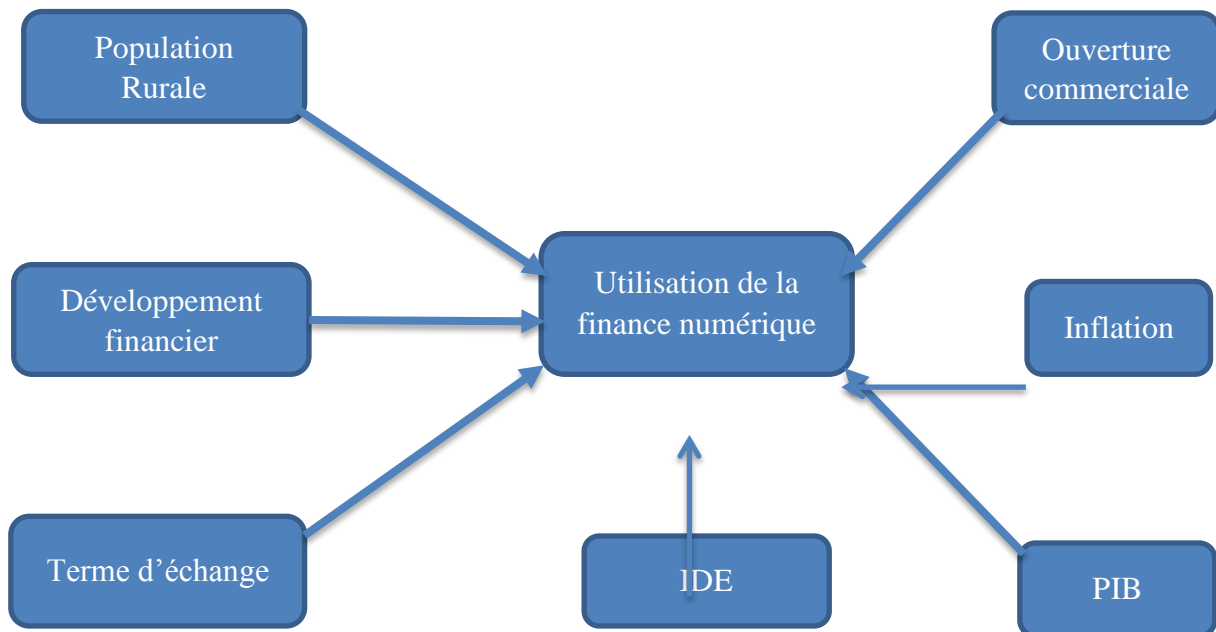 Population
Rurale
Ouverture
commerciale
Utilisation de la
finance numérique
Développement
financier
Inflation
Terme d’échange
IDE
PIB